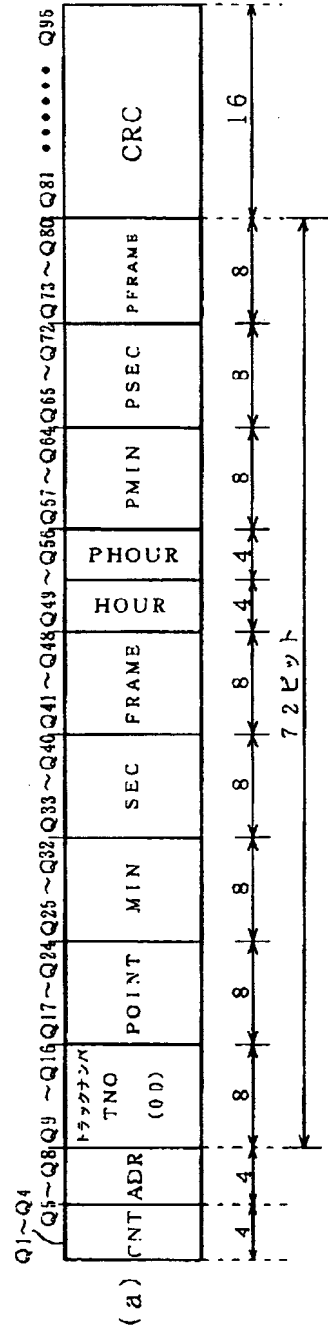 Q1～Q4
Q5～Q8 Q9 ～Q16 Q17～Q24 Q25～Q32 Q33～Q40 Q41～Q48 Q49～Q56 Q57～Q64 Q65～Q72 Q73～Q80 Q81 •••••• Q96
(a)
CNT
ADR
トラックナンバ
TNO
(00)
POINT
MIN
SEC
FRAME
HOUR
PHOUR
PMIN
PSEC
PFRAME
CRC
4 4 8 8 8 8 8 4 4 8 8 8 16
72ビット